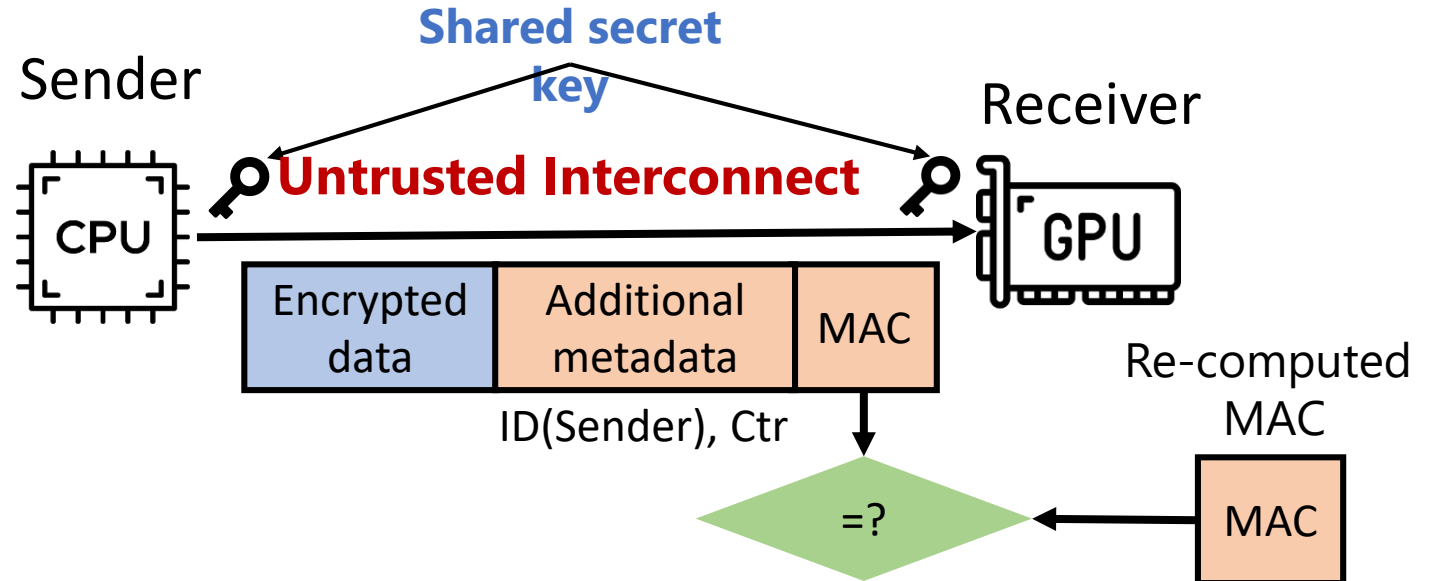 Shared secret
key
Sender
Receiver
Untrusted Interconnect
CPU
GPU
Encrypted
data
Additional
metadata
MAC
ID(Sender), Ctr
Re-computed
MAC
=?
MAC